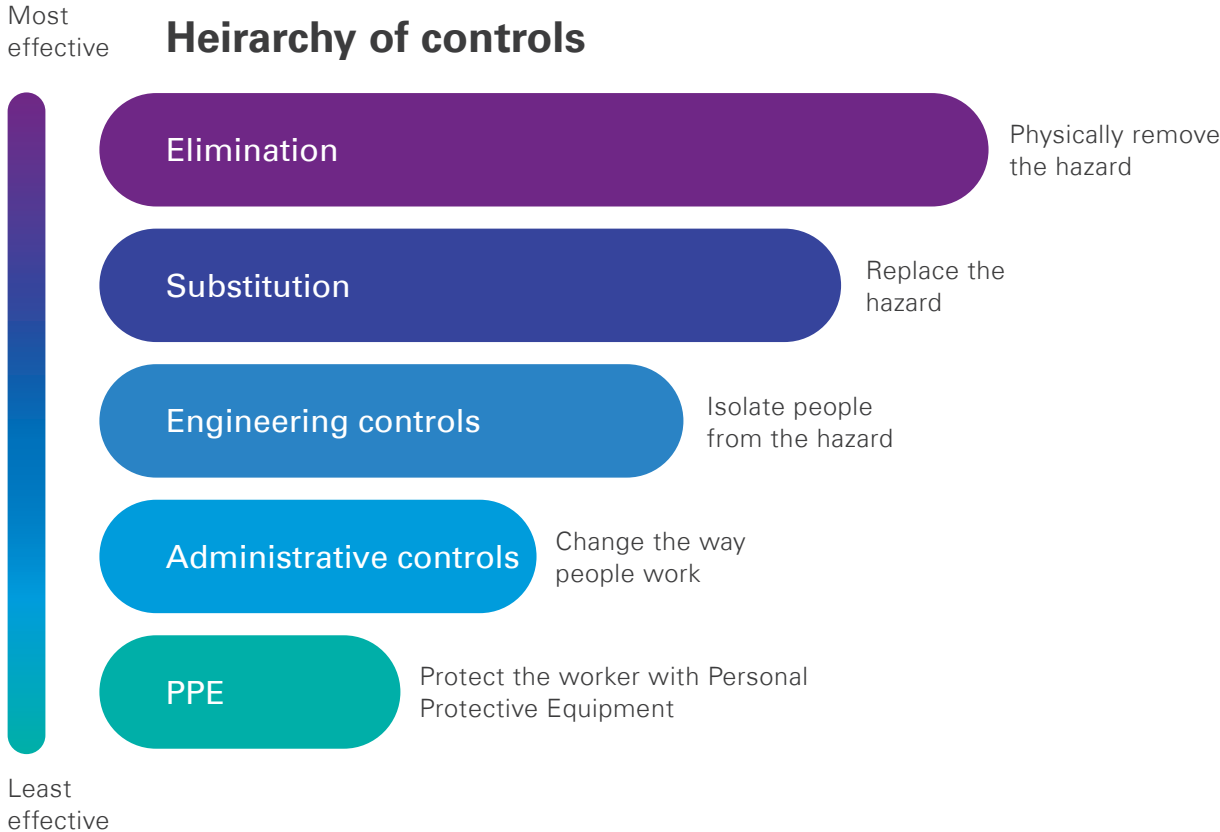 Most
effective
Heirarchy of controls
Elimination
Physically remove
the hazard
Substitution
Replace the
hazard
Engineering controls
Isolate people
from the hazard
Administrative controls
Change the way
people work
PPE
Protect the worker with Personal
Protective Equipment
Least
effective